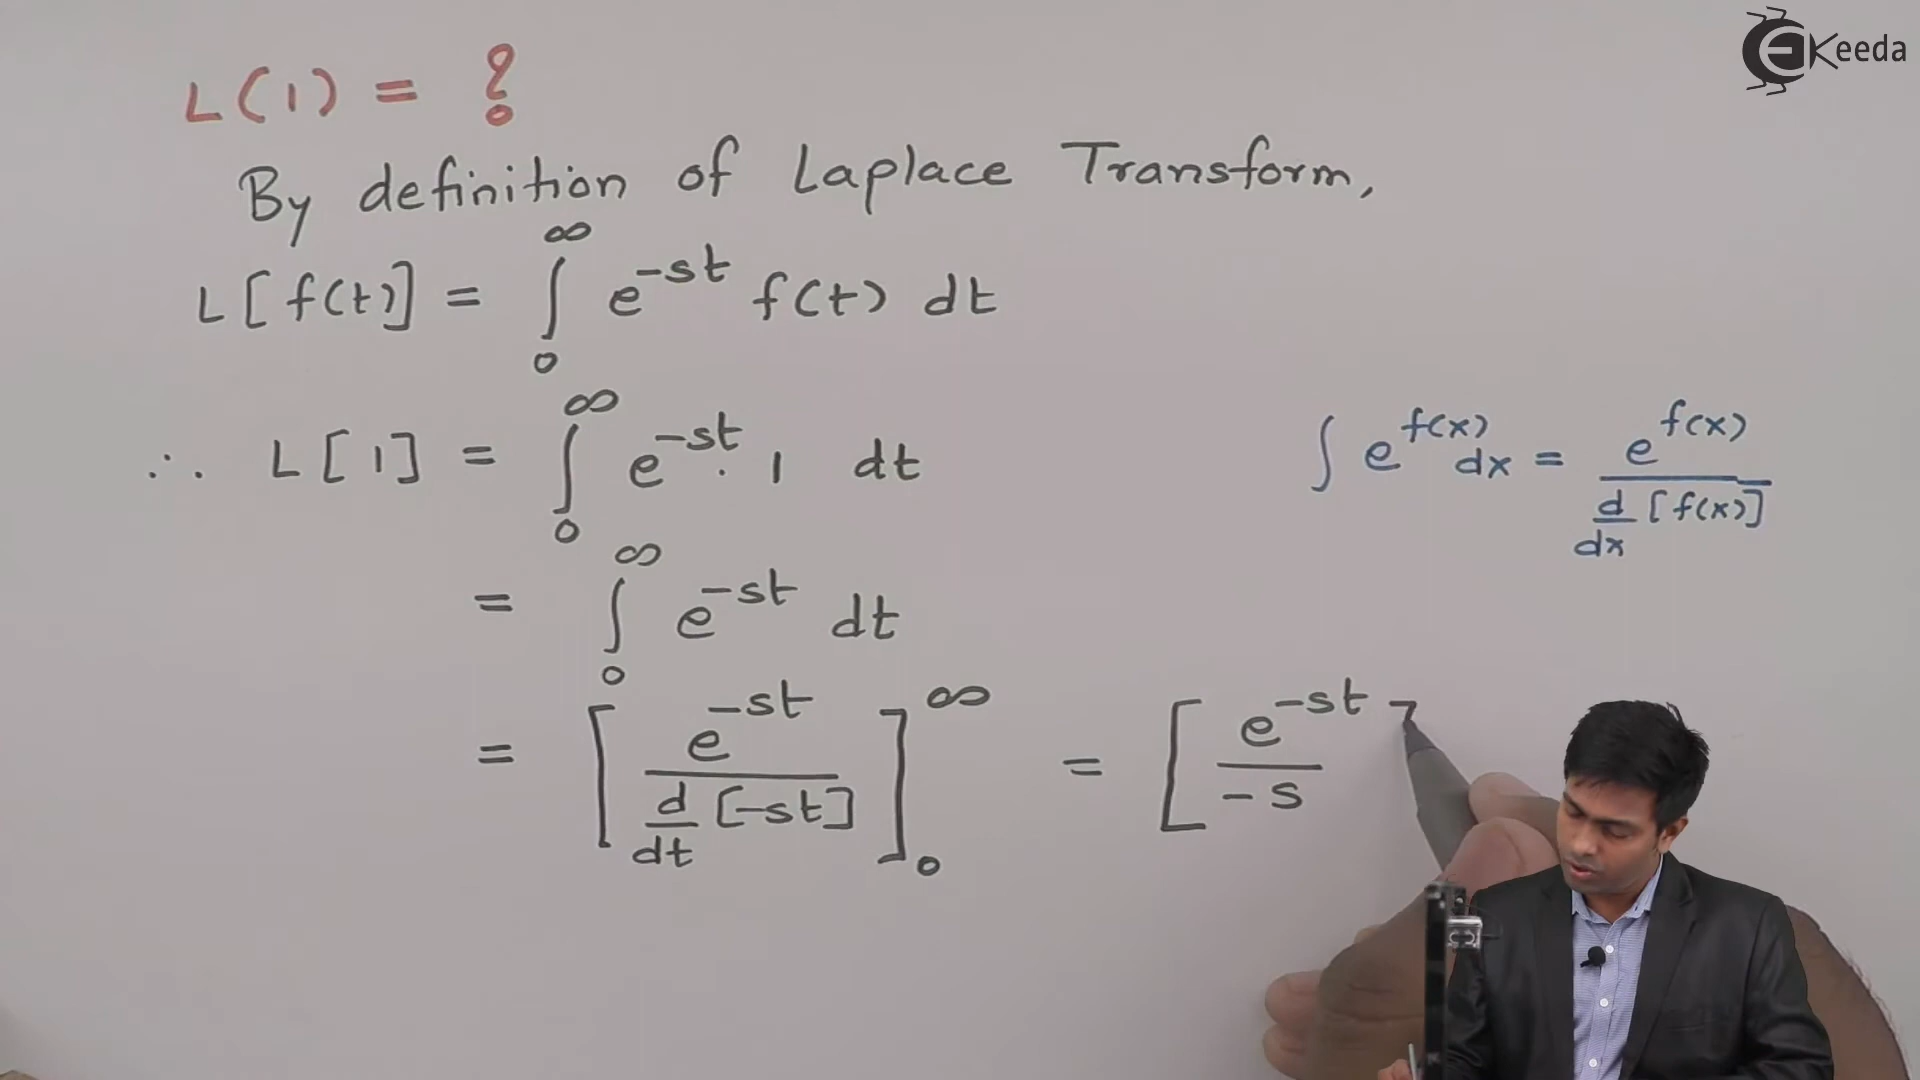 EKeeda
L(1) = ?
By definition of Laplace Transform,
L[f(t)] = ∫₀^∞ e^{-st} f(t) dt
∴ L[1] = ∫₀^∞ e^{-st} . 1 dt
∫ e^{f(x)} dx = e^{f(x)} / (d/dx [f(x)])
= ∫₀^∞ e^{-st} dt
= [e^{-st} / (d/dt [-st])]₀^∞ = [e^{-st} / -s]